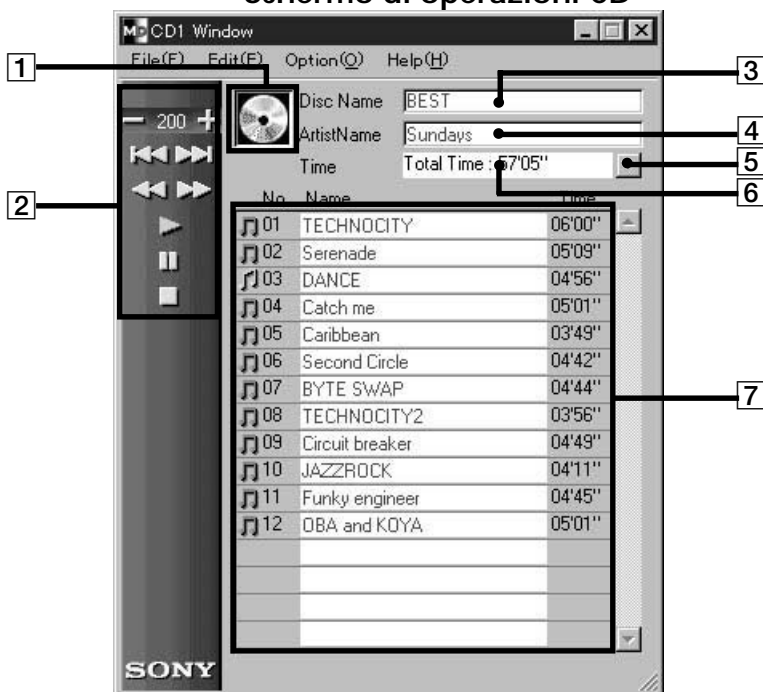 schermo di operazioni CD
MD CD1 Window
File(F) Edit(E) Option(O) Help(H)
1
3
Disc Name BEST
200
ArtistName Sundays
4
Time Total Time : 57'05''
5
6
2
No Name Time
01 TECHNOCITY 06'00''
02 Serenade 05'09''
03 DANCE 04'56''
04 Catch me 05'01''
05 Caribbean 03'49''
06 Second Circle 04'42''
07 BYTE SWAP 04'44''
7
08 TECHNOCITY2 03'56''
09 Circuit breaker 04'49''
10 JAZZROCK 04'11''
11 Funky engineer 04'45''
12 OBA and KOYA 05'01''
SONY